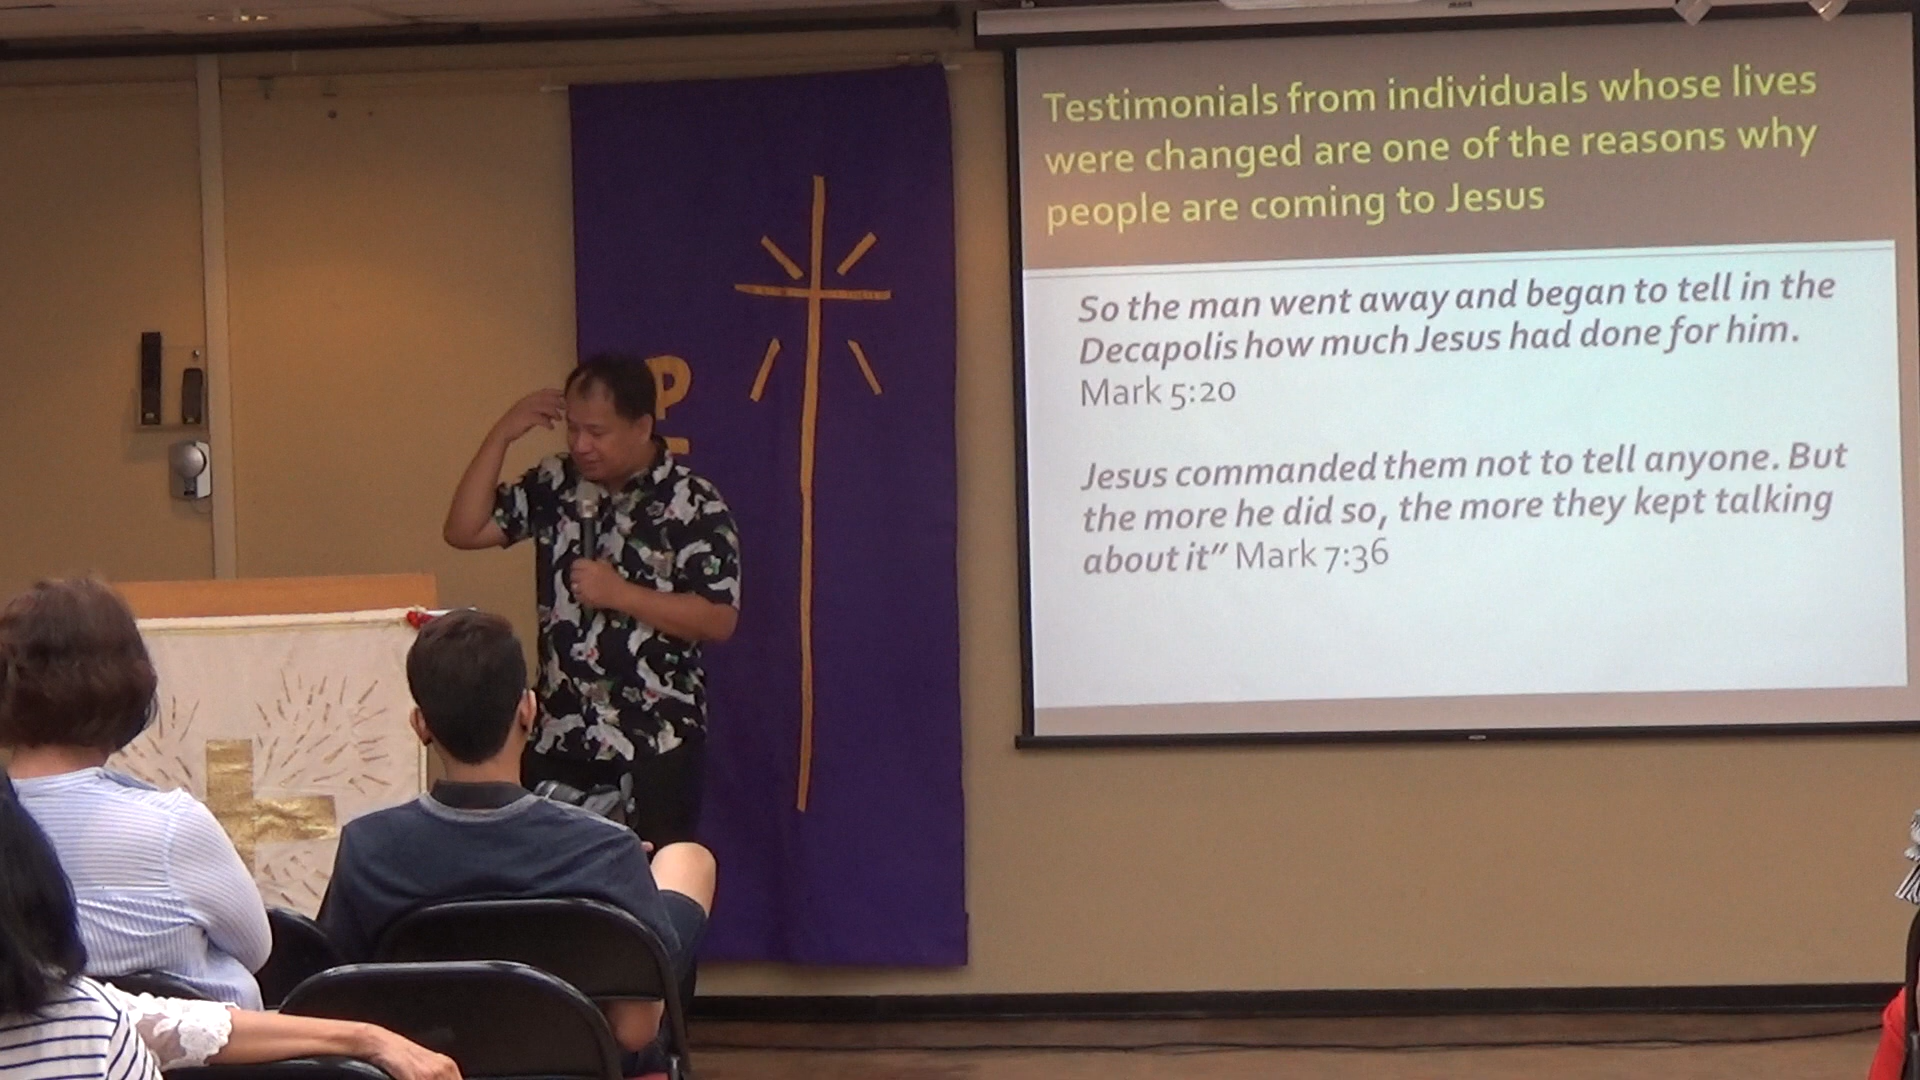 Testimonials from individuals whose lives
were changed are one of the reasons why
people are coming to Jesus
So the man went away and began to tell in the
Decapolis how much Jesus had done for him.
Mark 5:20
Jesus commanded them not to tell anyone. But
the more he did so, the more they kept talking
about it” Mark 7:36